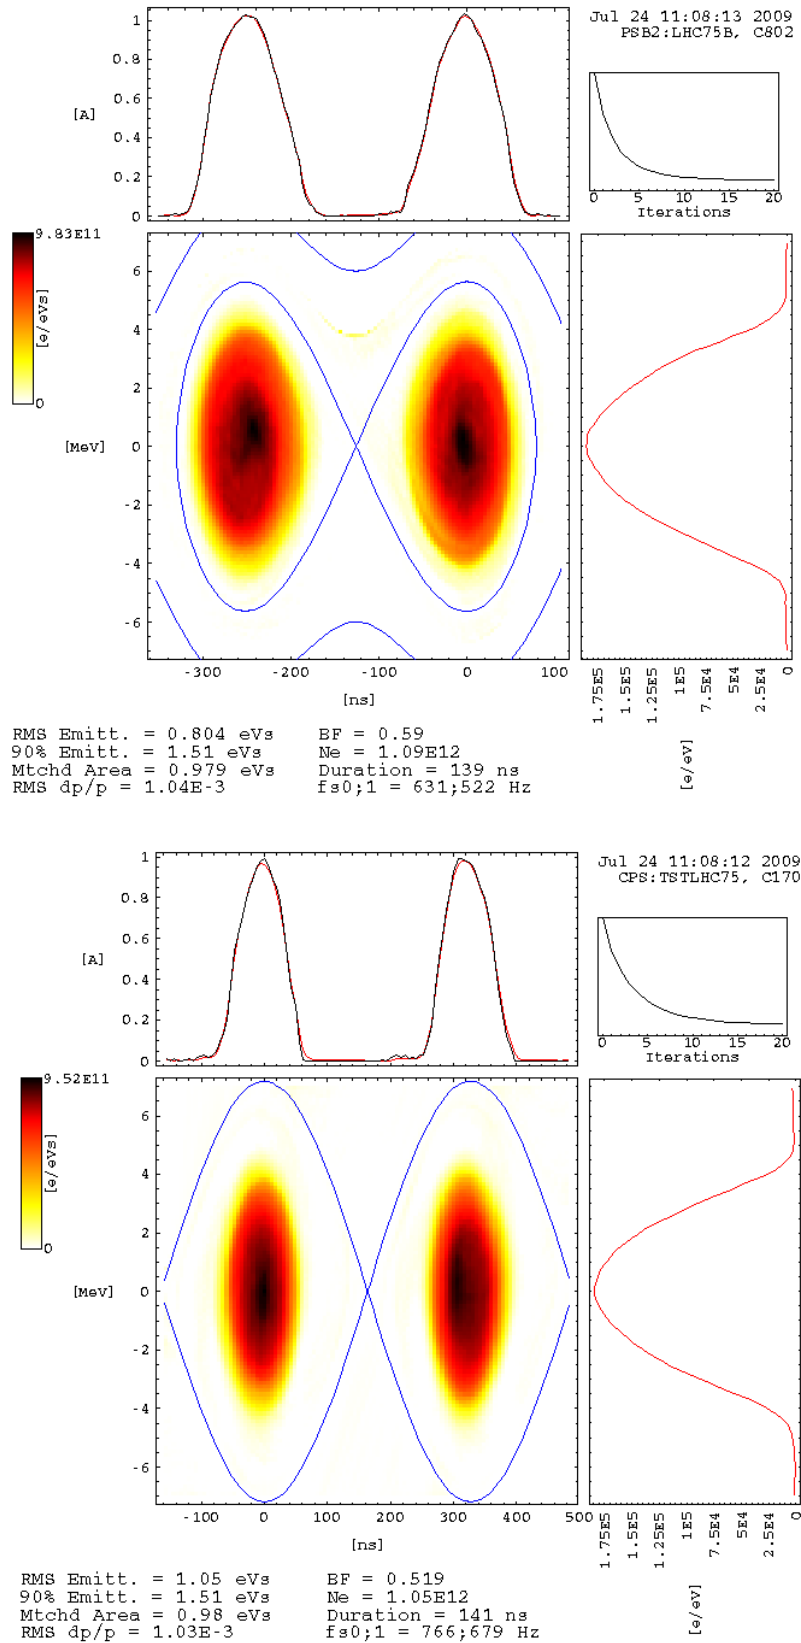 Jul 24 11:08:13 2009
PSB2:LHC75B, C802
1
0.8
0.6
[A]
0.4
0.2
0
0 5 10 15 20
Iterations
9.83E11
[e/eVs]
0
6
4
2
[MeV] 0
-2
-4
-6
-300 -200 -100 0 100
[ns]
1.75E5 1.5E5 1.25E5 1E5 7.5E4 5E4 2.5E4 0
[e/eV]
RMS Emitt. = 0.804 eVs BF = 0.59
90% Emitt. = 1.51 eVs Ne = 1.09E12
Mtchd Area = 0.979 eVs Duration = 139 ns
RMS dp/p = 1.04E-3 fs0;1 = 631;522 Hz
Jul 24 11:08:12 2009
CPS:TSTLHC75, C170
1
0.8
0.6
[A]
0.4
0.2
0
0 5 10 15 20
Iterations
9.52E11
[e/eVs]
0
6
4
2
[MeV] 0
-2
-4
-6
-100 0 100 200 300 400 500
[ns]
1.75E5 1.5E5 1.25E5 1E5 7.5E4 5E4 2.5E4 0
[e/eV]
RMS Emitt. = 1.05 eVs BF = 0.519
90% Emitt. = 1.51 eVs Ne = 1.05E12
Mtchd Area = 0.98 eVs Duration = 141 ns
RMS dp/p = 1.03E-3 fs0;1 = 766;679 Hz